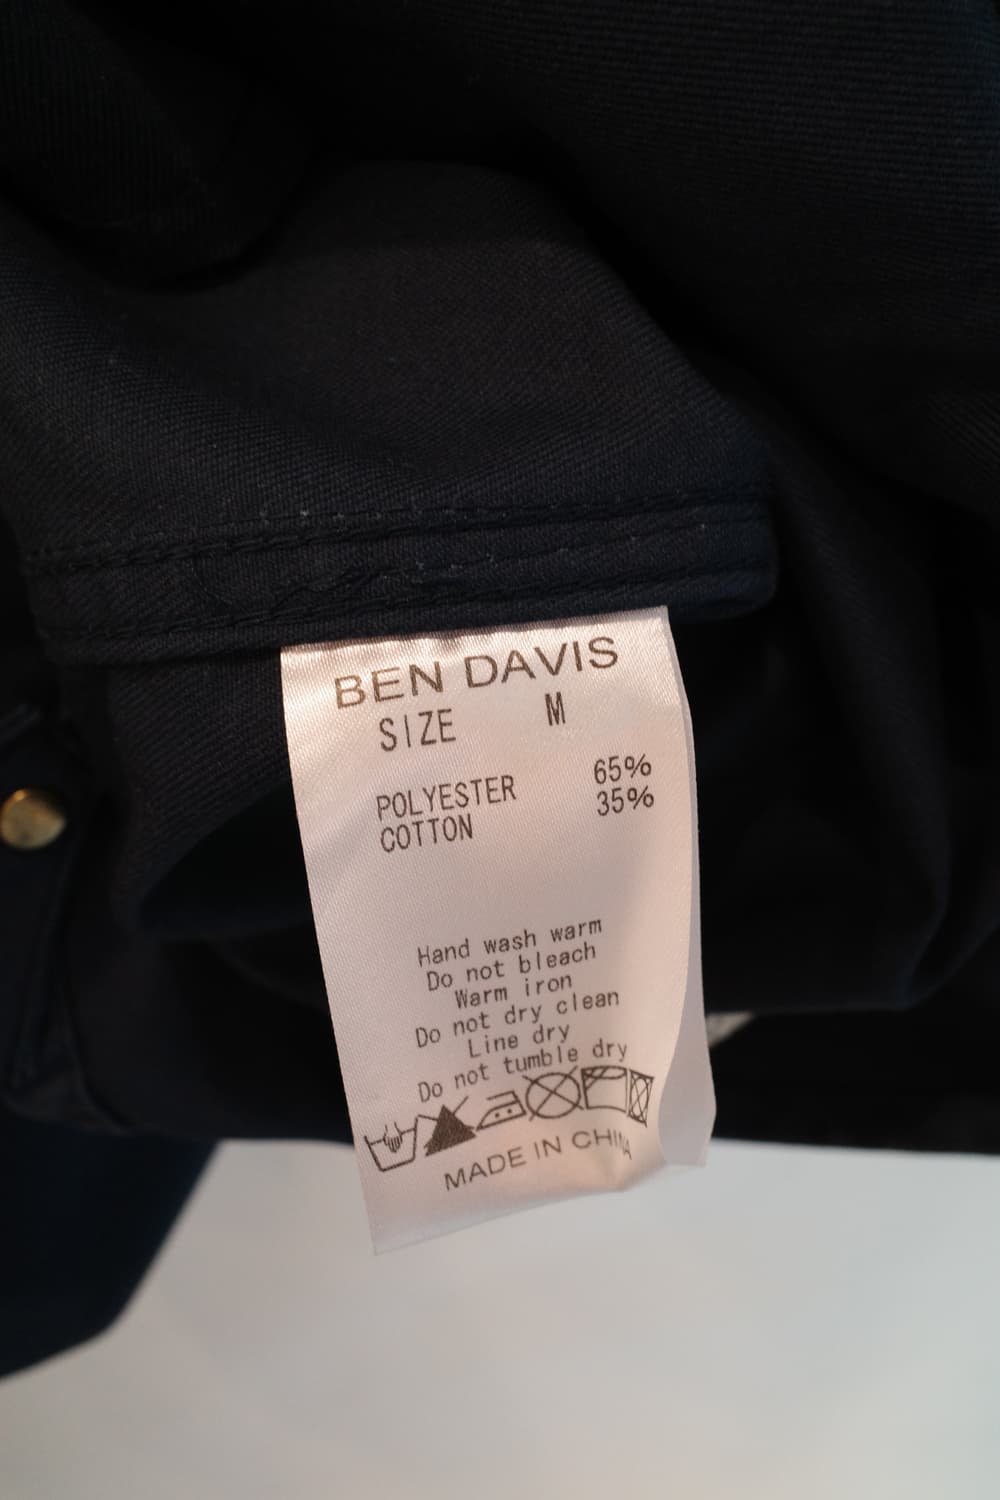 BEN DAVIS
SIZE M
POLYESTER 65%
COTTON 35%
Hand wash warm
Do not bleach
Warm iron
Do not dry clean
Line dry
Do not tumble dry
MADE IN CHINA